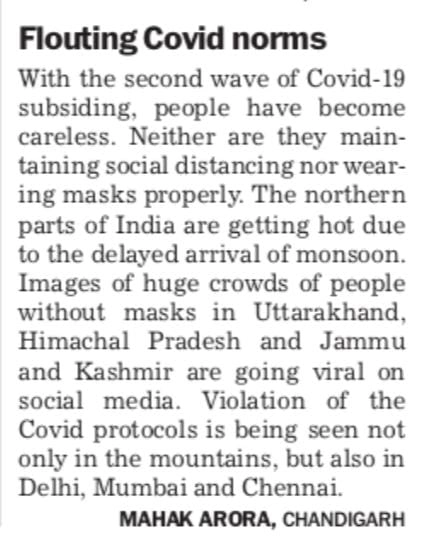 Flouting Covid norms
With the second wave of Covid-19
subsiding, people have become
careless. Neither are they main-
taining social distancing nor wear-
ing masks properly. The northern
parts of India are getting hot due
to the delayed arrival of monsoon.
Images of huge crowds of people
without masks in Uttarakhand,
Himachal Pradesh and Jammu
and Kashmir are going viral on
social media. Violation of the
Covid protocols is being seen not
only in the mountains, but also in
Delhi, Mumbai and Chennai.
MAHAK ARORA, CHANDIGARH